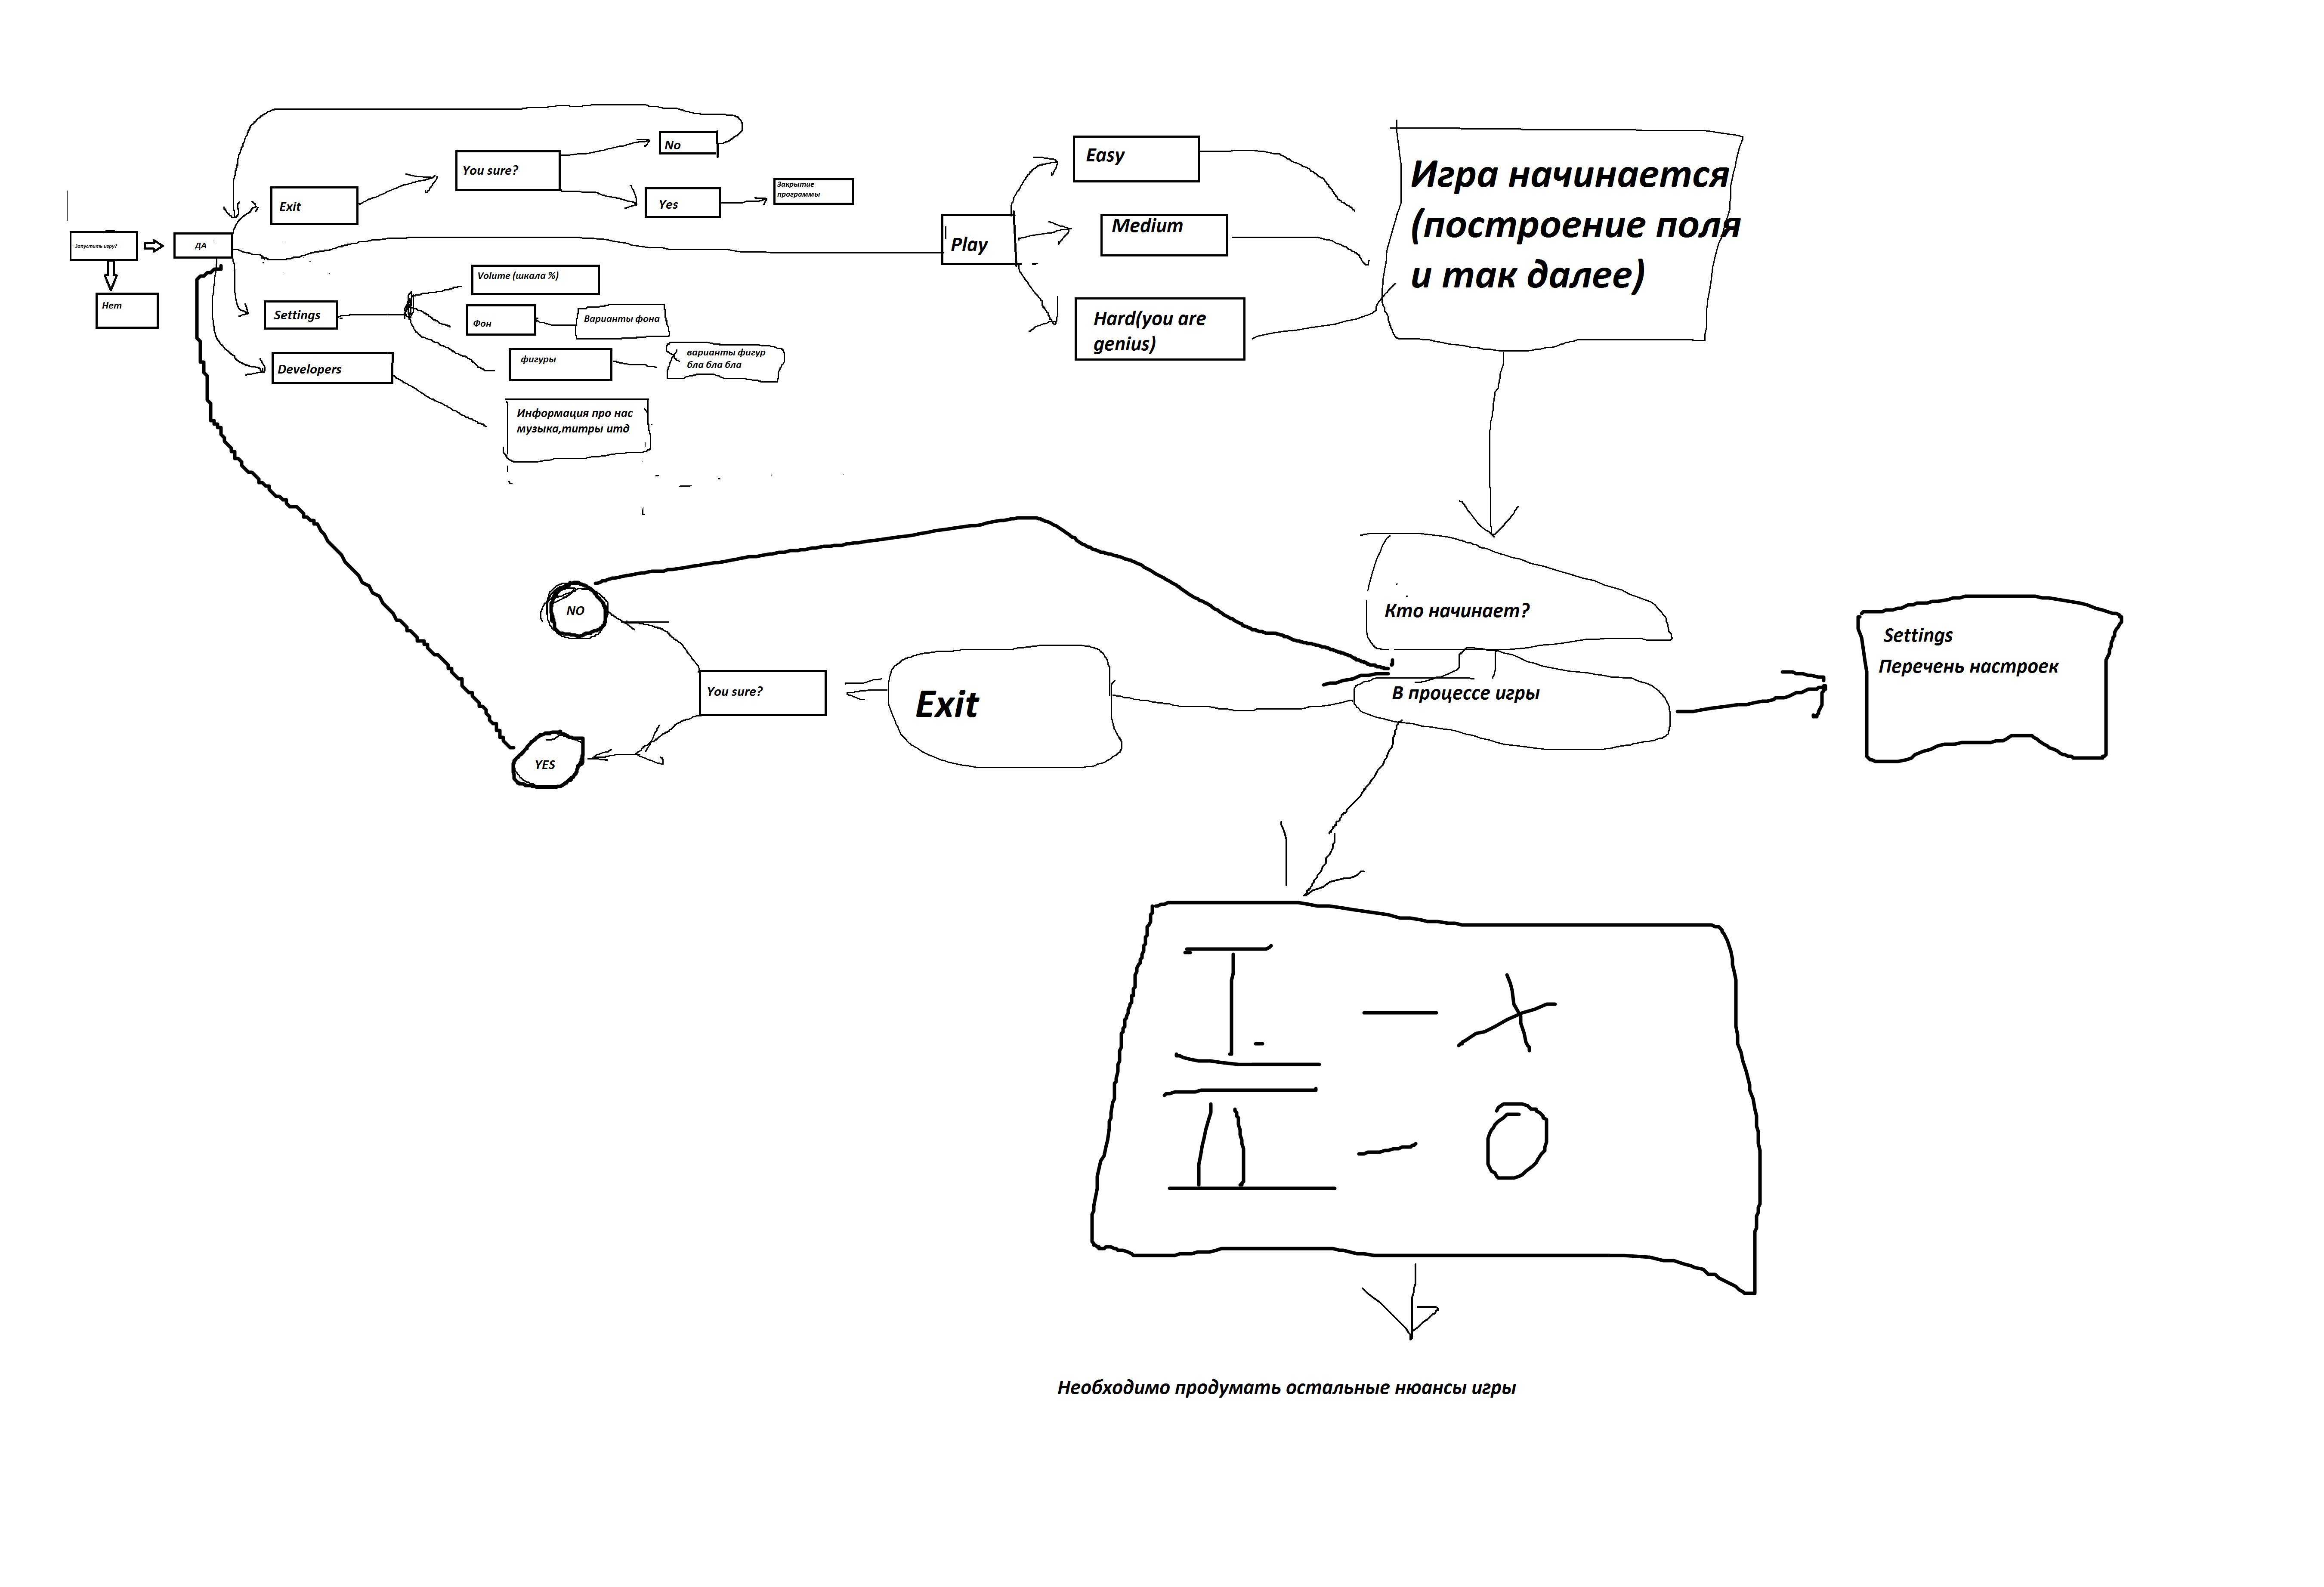 No
You sure?
Exit
Yes
Закрытие
программы
Запустить игру?
ДА
Нет
Settings
Volume (шкала %)
Фон
Варианты фона
фигуры
варианты фигур
бла бла бла
Developers
Информация про нас
музыка,титры итд
Play
Easy
Medium
Hard(you are
genius)
Игра начинается
(построение поля
и так далее)
Кто начинает?
В процессе игры
Settings
Перечень настроек
Exit
You sure?
NO
YES
I. — X
II — O
Необходимо продумать остальные нюансы игры